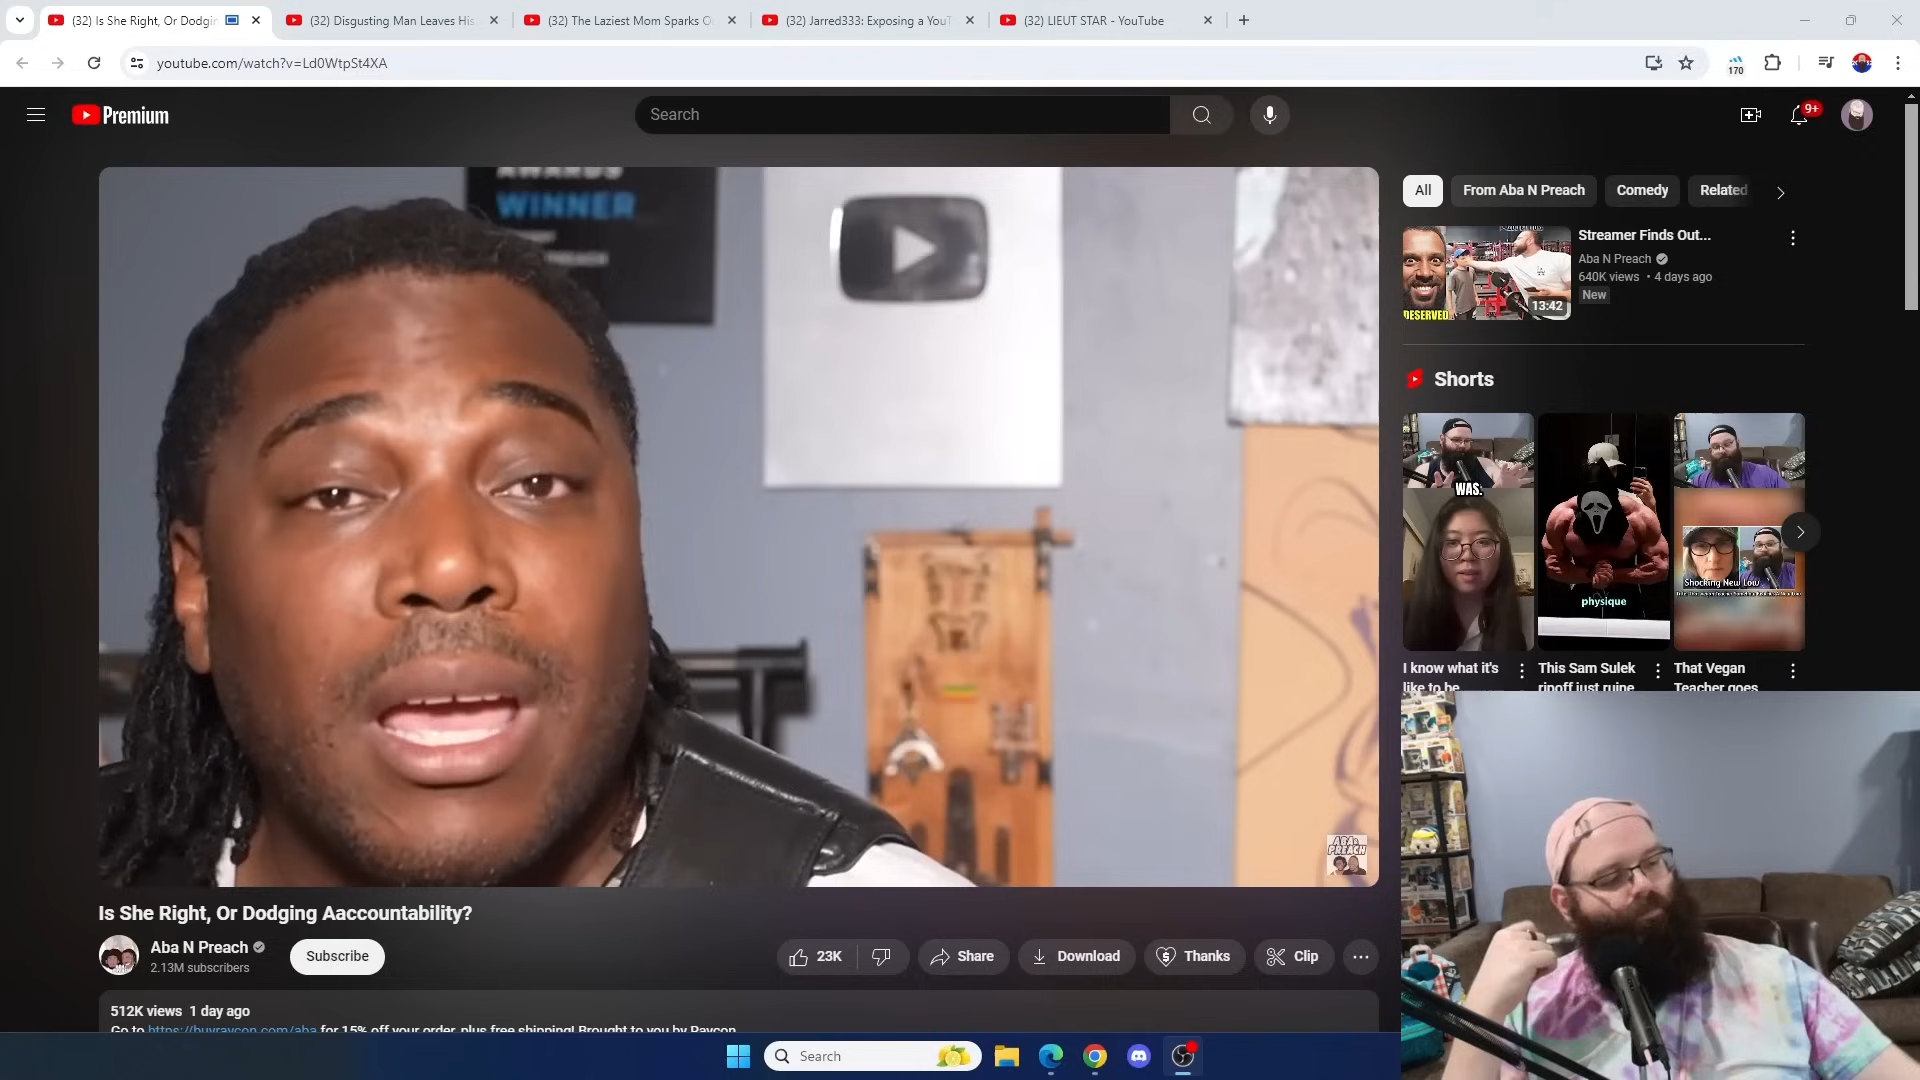 (32) Is She Right, Or Dodgin
(32) Disgusting Man Leaves His
(32) The Laziest Mom Sparks O
(32) Jarred333: Exposing a YouT
(32) LIEUT STAR - YouTube
youtube.com/watch?v=Ld0WtpSt4XA
170
Premium
Search
9+
AWARDS
WINNER
PREACH
ABA
PREACH
All
From Aba N Preach
Comedy
Related
DESERVED
13:42
Streamer Finds Out...
Aba N Preach
640K views • 4 days ago
New
Shorts
WAS.
physique
Shocking New Low
I know what it's
like to be
This Sam Sulek
ripoff just ruine
That Vegan
Teacher goes
Is She Right, Or Dodging Aaccountability?
Aba N Preach
2.13M subscribers
Subscribe
23K
Share
Download
Thanks
Clip
512K views 1 day ago
Go to https://buyraycon.com/aba for 15% off your order, plus free shipping! Brought to you by Raycon
Search